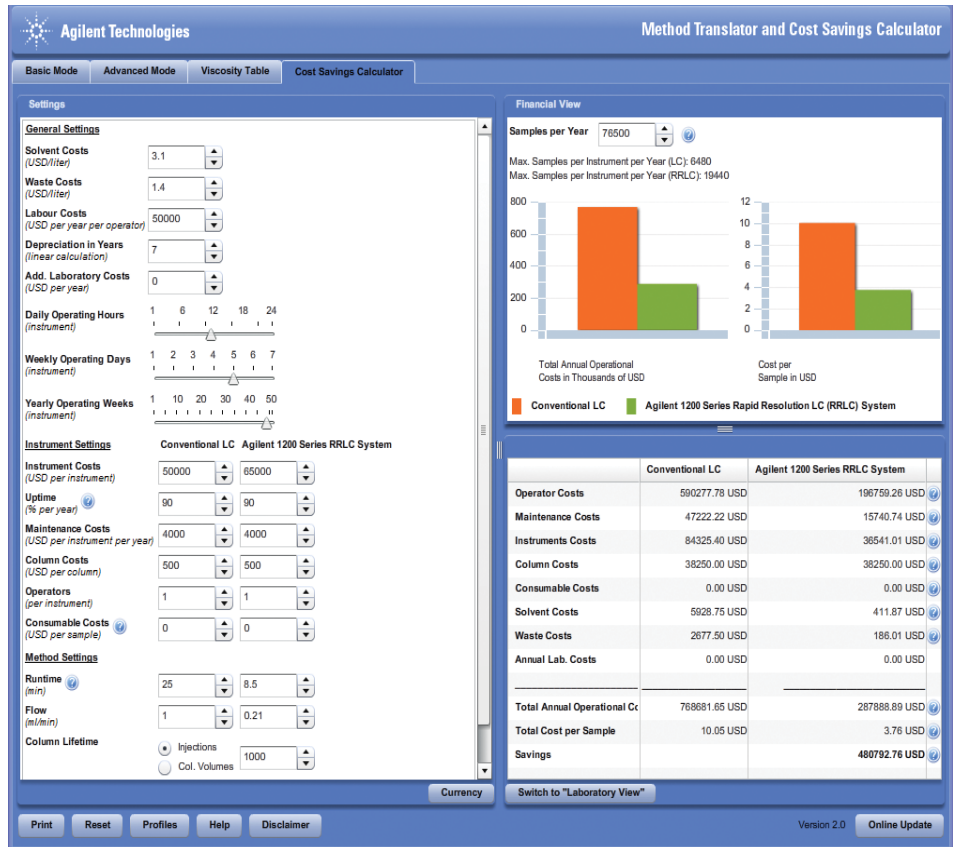 Agilent Technologies
Method Translator and Cost Savings Calculator
Basic Mode
Advanced Mode
Viscosity Table
Cost Savings Calculator
Settings
General Settings
Solvent Costs
(USD/liter)
3.1
Waste Costs
(USD/liter)
1.4
Labour Costs
(USD per year per operator)
50000
Depreciation in Years
(linear calculation)
7
Add. Laboratory Costs
(USD per year)
0
Daily Operating Hours
(instrument)
1 6 12 18 24
Weekly Operating Days
(instrument)
1 2 3 4 5 6 7
Yearly Operating Weeks
(instrument)
1 10 20 30 40 50
Instrument Settings Conventional LC Agilent 1200 Series RRLC System
Instrument Costs
(USD per instrument)
50000 65000
Uptime
(% per year)
90 90
Maintenance Costs
(USD per instrument per year)
4000 4000
Column Costs
(USD per column)
500 500
Operators
(per instrument)
1 1
Consumable Costs
(USD per sample)
0 0
Method Settings
Runtime
(min)
25 8.5
Flow
(ml/min)
1 0.21
Column Lifetime
Injections
Col. Volumes
1000
Currency
Financial View
Samples per Year 76500
Max. Samples per Instrument per Year (LC): 6480
Max. Samples per Instrument per Year (RRLC): 19440
800
600
400
200
0
Total Annual Operational
Costs in Thousands of USD
12
10
8
6
4
2
0
Cost per
Sample in USD
Conventional LC
Agilent 1200 Series Rapid Resolution LC (RRLC) System
Conventional LC Agilent 1200 Series RRLC System
Operator Costs 590277.78 USD 196759.26 USD
Maintenance Costs 47222.22 USD 15740.74 USD
Instruments Costs 84325.40 USD 36541.01 USD
Column Costs 38250.00 USD 38250.00 USD
Consumable Costs 0.00 USD 0.00 USD
Solvent Costs 5928.75 USD 411.87 USD
Waste Costs 2677.50 USD 186.01 USD
Annual Lab. Costs 0.00 USD 0.00 USD
Total Annual Operational Cc 768681.65 USD 287888.89 USD
Total Cost per Sample 10.05 USD 3.76 USD
Savings 480792.76 USD
Switch to "Laboratory View"
Print
Reset
Profiles
Help
Disclaimer
Version 2.0
Online Update